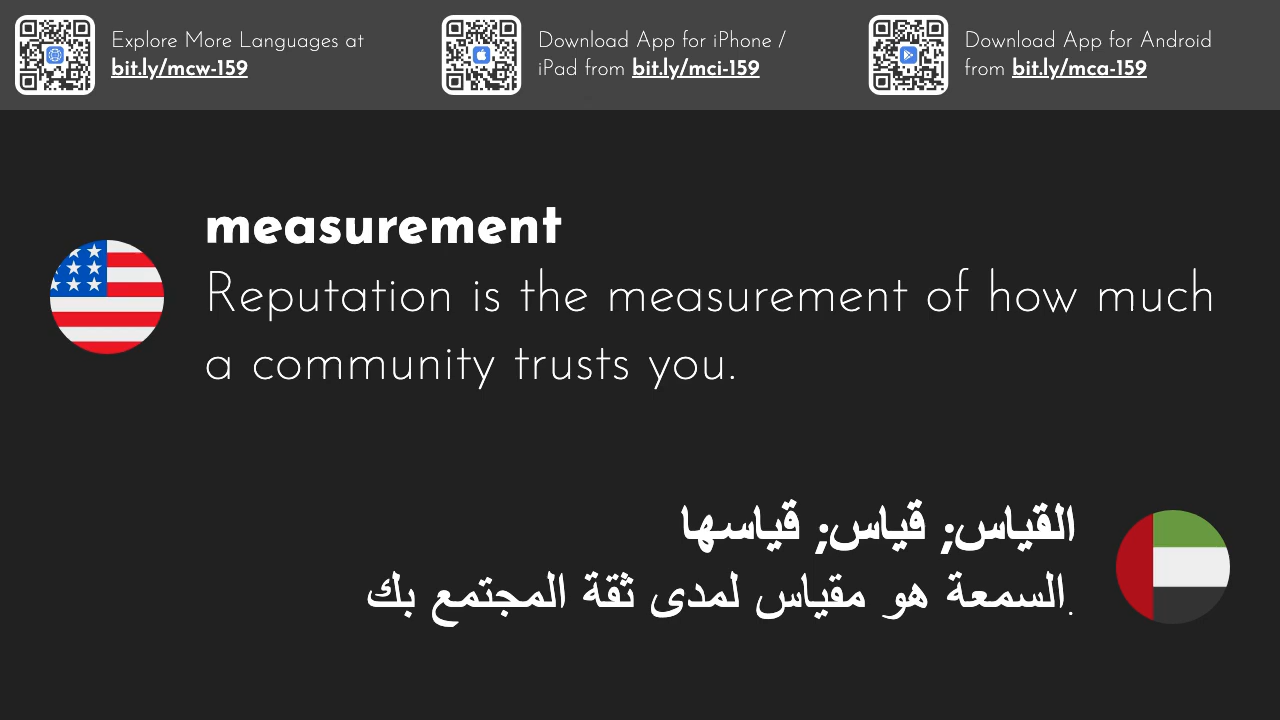 Explore More Languages at
bit.ly/mcw-159
Download App for iPhone /
iPad from bit.ly/mci-159
Download App for Android
from bit.ly/mca-159
measurement
Reputation is the measurement of how much
a community trusts you.
القياس; قياس; قياسها
السمعة هو مقياس لمدى ثقة المجتمع بك.